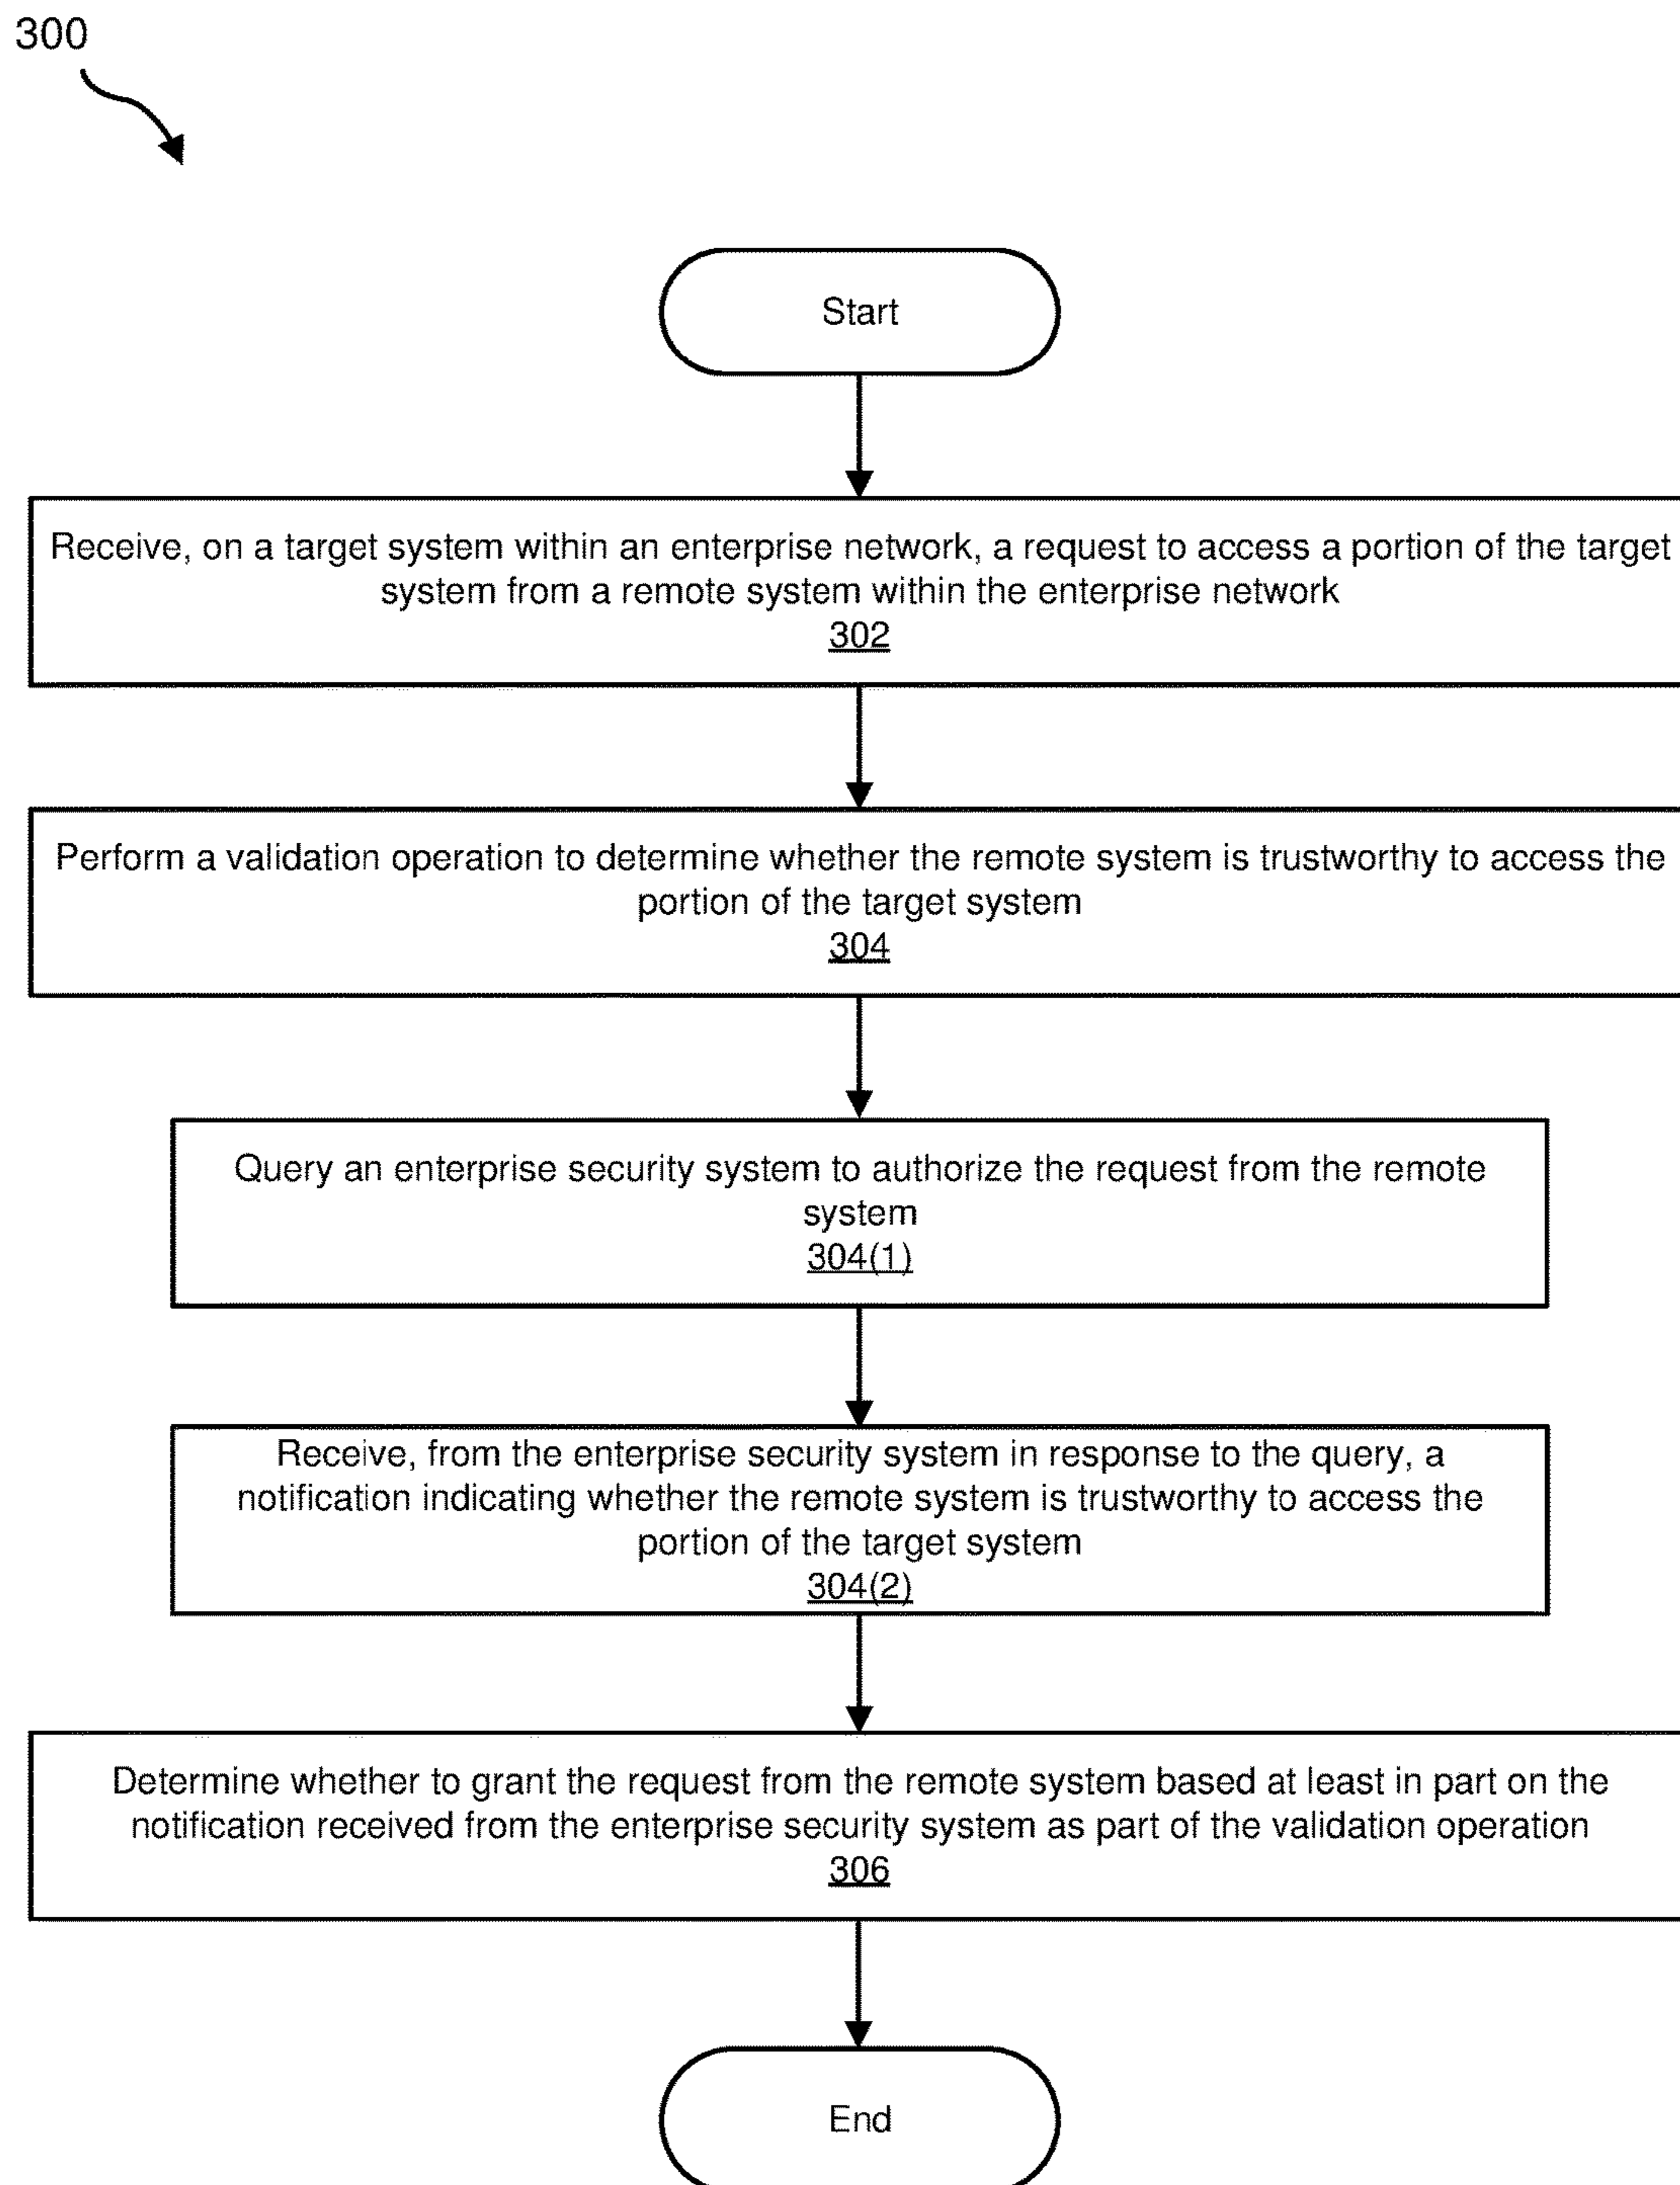 300
Start
Receive, on a target system within an enterprise network, a request to access a portion of the target
system from a remote system within the enterprise network
302
Perform a validation operation to determine whether the remote system is trustworthy to access the
portion of the target system
304
Query an enterprise security system to authorize the request from the remote
system
304(1)
Receive, from the enterprise security system in response to the query, a
notification indicating whether the remote system is trustworthy to access the
portion of the target system
304(2)
Determine whether to grant the request from the remote system based at least in part on the
notification received from the enterprise security system as part of the validation operation
306
End